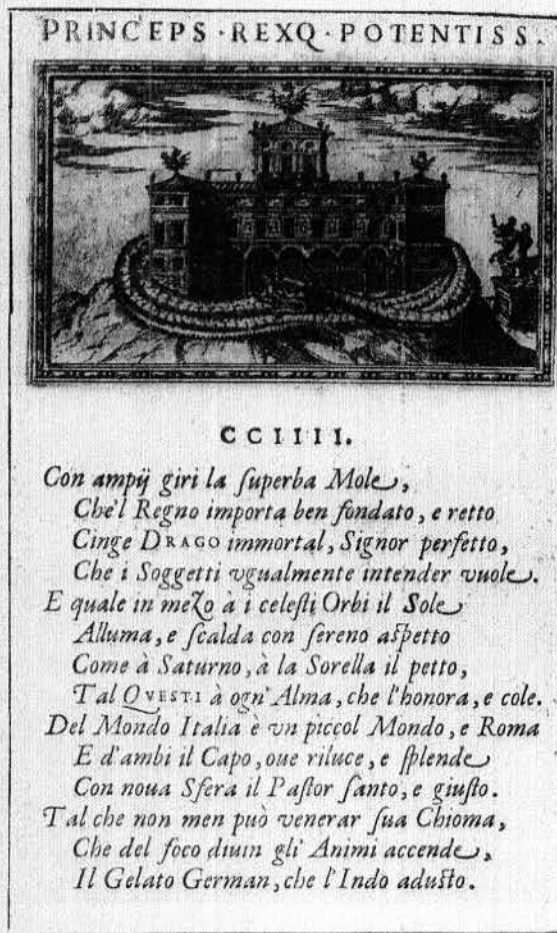 PRINCEPS · REXQ · POTENTISS.
CCIIII.
Con ampij giri la ſuperba Mole,
Che'l Regno importa ben fondato, e retto
Cinge DRAGO immortal, Signor perfetto,
Che i Soggetti vgualmente intender vuole.
E quale in mezo à i celeſti Orbi il Sole
Alluma, e ſcalda con ſereno aſpetto
Come à Saturno, à la Sorella il petto,
Tal QVESTI à ogn' Alma, che l'honora, e cole.
Del Mondo Italia è vn piccol Mondo, e Roma
E d'ambi il Capo, oue riluce, e ſplende
Con noua Sfera il Paſtor ſanto, e giuſto.
Tal che non men può venerar ſua Chioma,
Che del foco diuin gli' Animi accende,
Il Gelato German, che l'Indo aduſto.